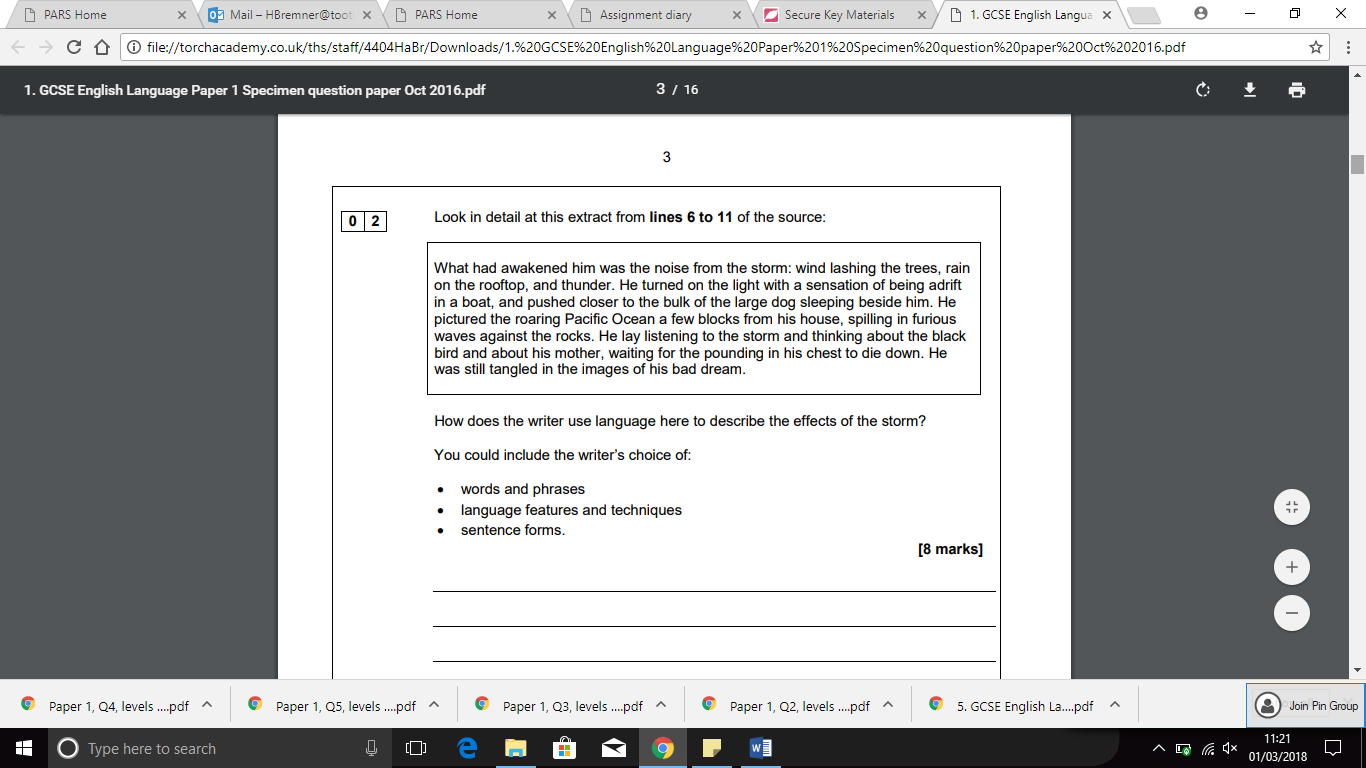 PARS Home
Mail – HBremner@toot
PARS Home
Assignment diary
Secure Key Materials
1. GCSE English Langua
file://torchacademy.co.uk/ths/staff/4404HaBr/Downloads/1.%20GCSE%20English%20Language%20Paper%201%20Specimen%20question%20paper%20Oct%202016.pdf
1. GCSE English Language Paper 1 Specimen question paper Oct 2016.pdf
3 / 16
3
0 2
Look in detail at this extract from lines 6 to 11 of the source:
What had awakened him was the noise from the storm: wind lashing the trees, rain
on the rooftop, and thunder. He turned on the light with a sensation of being adrift
in a boat, and pushed closer to the bulk of the large dog sleeping beside him. He
pictured the roaring Pacific Ocean a few blocks from his house, spilling in furious
waves against the rocks. He lay listening to the storm and thinking about the black
bird and about his mother, waiting for the pounding in his chest to die down. He
was still tangled in the images of his bad dream.
How does the writer use language here to describe the effects of the storm?
You could include the writer's choice of:
• words and phrases
• language features and techniques
• sentence forms.
[8 marks]
Paper 1, Q4, levels ....pdf
Paper 1, Q5, levels ....pdf
Paper 1, Q3, levels ....pdf
Paper 1, Q2, levels ....pdf
5. GCSE English La....pdf
Join Pin Group
Type here to search
11:21
01/03/2018